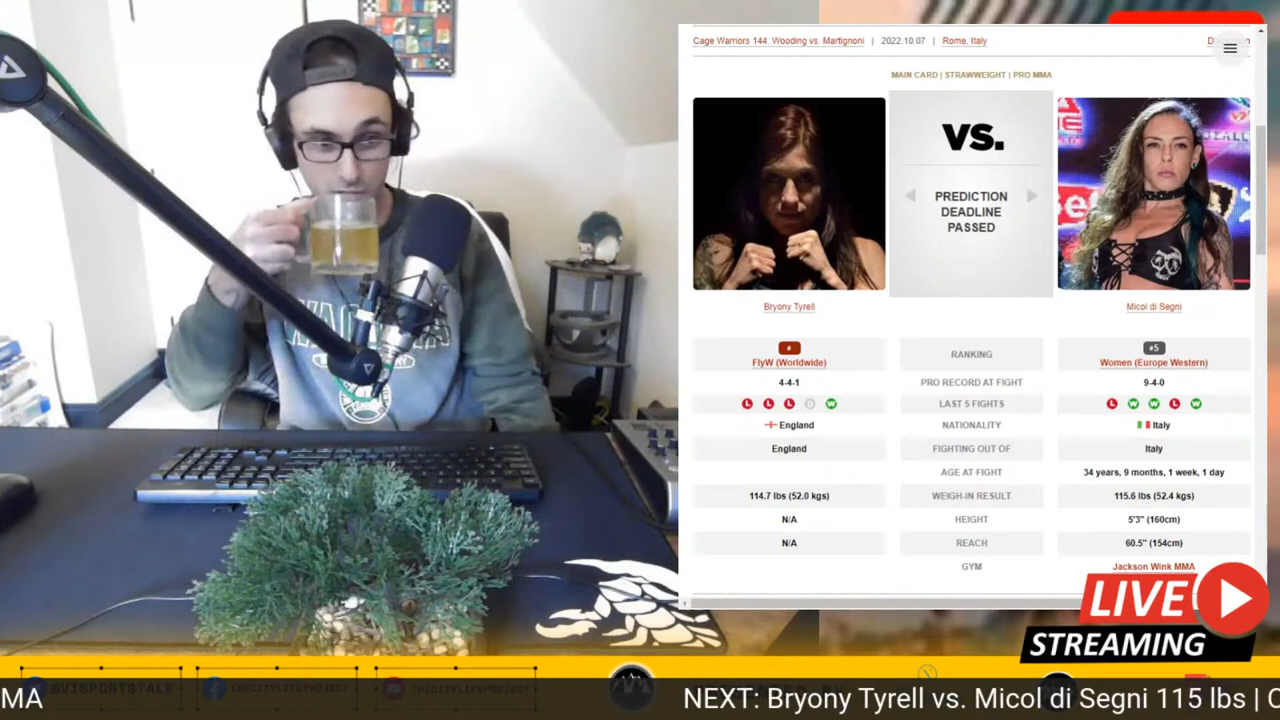 Cage Warriors 144: Wooding vs. Martignoni | 2022.10.07 | Rome, Italy
MAIN CARD | STRAWWEIGHT | PRO MMA
VS.
PREDICTION
DEADLINE
PASSED
Bryony Tyrell
Micol di Segni
#
#5
FlyW (Worldwide)
RANKING
Women (Europe Western)
4-4-1
PRO RECORD AT FIGHT
9-4-0
L L L D W
LAST 5 FIGHTS
L W W L W
England
NATIONALITY
Italy
England
FIGHTING OUT OF
Italy
AGE AT FIGHT
34 years, 9 months, 1 week, 1 day
114.7 lbs (52.0 kgs)
WEIGH-IN RESULT
115.6 lbs (52.4 kgs)
N/A
HEIGHT
5'3" (160cm)
N/A
REACH
60.5" (154cm)
GYM
Jackson Wink MMA
LIVE
STREAMING
@VISPORTSTALK
THECITYLIFEPROJECT
THECITYLIFEPROJECT
MA
NEXT: Bryony Tyrell vs. Micol di Segni 115 lbs |